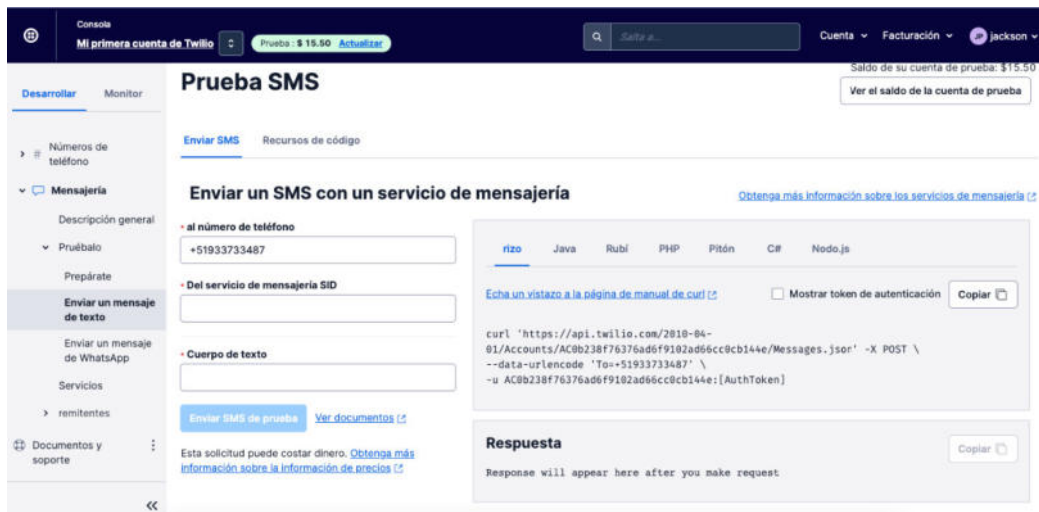 Consola
Mi primera cuenta de Twilio
Prueba: $ 15.50 Actualizar
Salta a...
Cuenta
Facturación
JP jackson
Desarrollar
Monitor
Prueba SMS
Saldo de su cuenta de prueba: $15.50
Ver el saldo de la cuenta de prueba
Enviar SMS
Recursos de código
# Números de
teléfono
Mensajería
Descripción general
Pruébalo
Prepárate
Enviar un mensaje
de texto
Enviar un mensaje
de WhatsApp
Servicios
remitentes
Documentos y
soporte
Enviar un SMS con un servicio de mensajería
Obtenga más información sobre los servicios de mensajería
• al número de teléfono
+51933733487
• Del servicio de mensajería SID
• Cuerpo de texto
Enviar SMS de prueba
Ver documentos
Esta solicitud puede costar dinero. Obtenga más
información sobre la información de precios
rizo Java Rubí PHP Pitón C# Nodo.js
Echa un vistazo a la página de manual de curl
Mostrar token de autenticación
Copiar
curl 'https://api.twilio.com/2010-04-
01/Accounts/AC0b238f76376ad6f9102ad66cc0cb144e/Messages.json' -X POST \
--data-urlencode 'To=+51933733487' \
-u AC0b238f76376ad6f9102ad66cc0cb144e:[AuthToken]
Respuesta
Copiar
Response will appear here after you make request